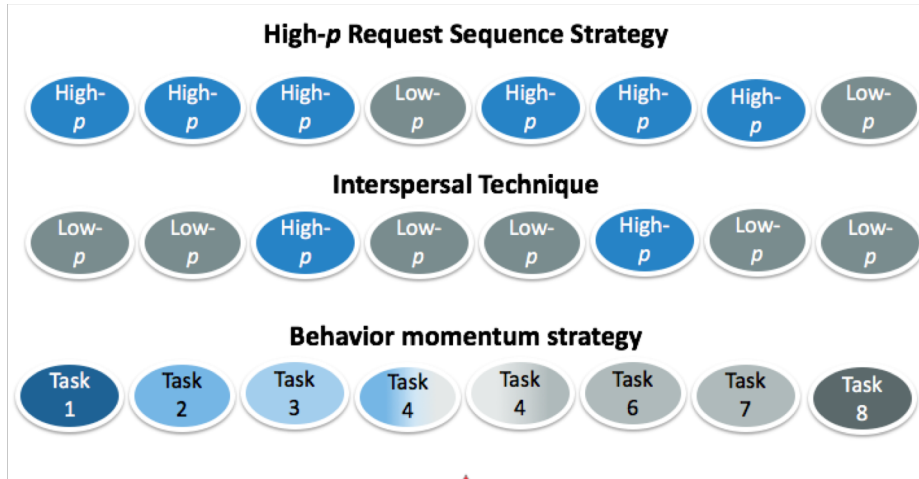 High-p Request Sequence Strategy
High-p High-p High-p Low-p High-p High-p High-p Low-p
Interspersal Technique
Low-p Low-p High-p Low-p Low-p High-p Low-p Low-p
Behavior momentum strategy
Task 1 Task 2 Task 3 Task 4 Task 4 Task 6 Task 7 Task 8